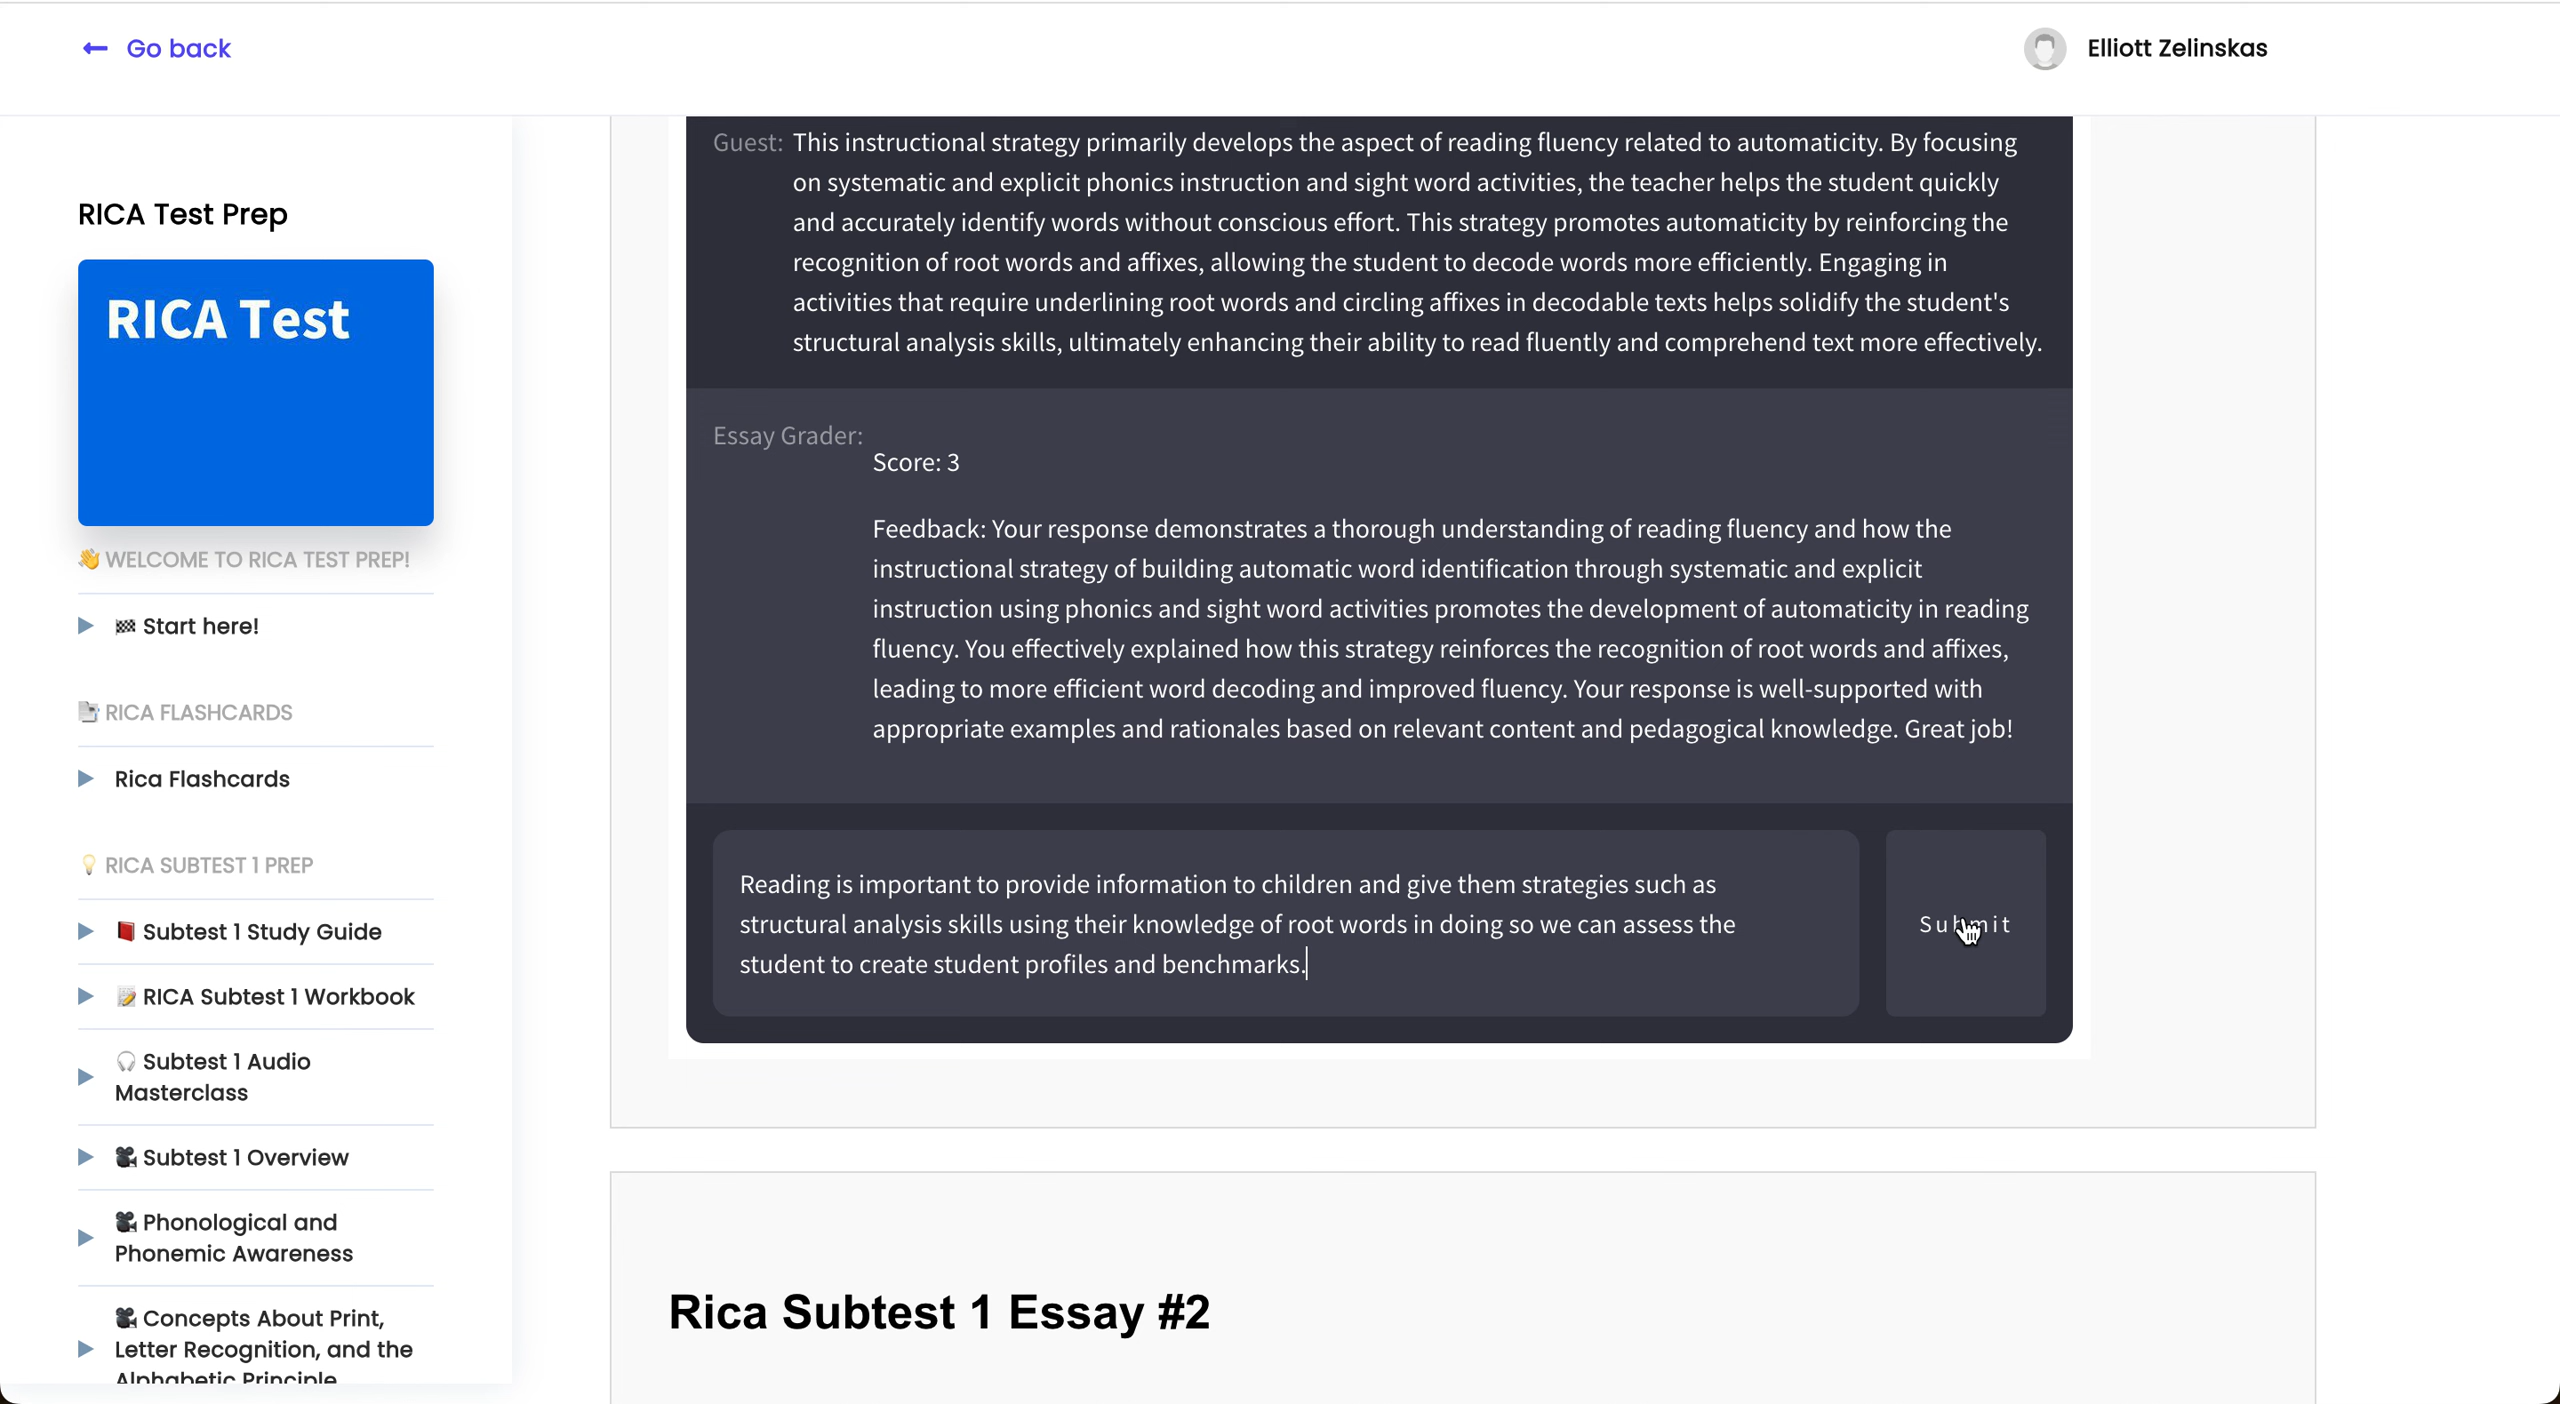 Go back
Elliott Zelinskas
RICA Test Prep
RICA Test
👋 WELCOME TO RICA TEST PREP!
🏁 Start here!
📑 RICA FLASHCARDS
Rica Flashcards
💡 RICA SUBTEST 1 PREP
📕 Subtest 1 Study Guide
📝 RICA Subtest 1 Workbook
🎧 Subtest 1 Audio
Masterclass
🎥 Subtest 1 Overview
🎥 Phonological and
Phonemic Awareness
🎥 Concepts About Print,
Letter Recognition, and the
Alphabetic Principle
Guest: This instructional strategy primarily develops the aspect of reading fluency related to automaticity. By focusing
on systematic and explicit phonics instruction and sight word activities, the teacher helps the student quickly
and accurately identify words without conscious effort. This strategy promotes automaticity by reinforcing the
recognition of root words and affixes, allowing the student to decode words more efficiently. Engaging in
activities that require underlining root words and circling affixes in decodable texts helps solidify the student's
structural analysis skills, ultimately enhancing their ability to read fluently and comprehend text more effectively.
Essay Grader:
Score: 3
Feedback: Your response demonstrates a thorough understanding of reading fluency and how the
instructional strategy of building automatic word identification through systematic and explicit
instruction using phonics and sight word activities promotes the development of automaticity in reading
fluency. You effectively explained how this strategy reinforces the recognition of root words and affixes,
leading to more efficient word decoding and improved fluency. Your response is well-supported with
appropriate examples and rationales based on relevant content and pedagogical knowledge. Great job!
Reading is important to provide information to children and give them strategies such as
structural analysis skills using their knowledge of root words in doing so we can assess the
student to create student profiles and benchmarks.
Submit
Rica Subtest 1 Essay #2